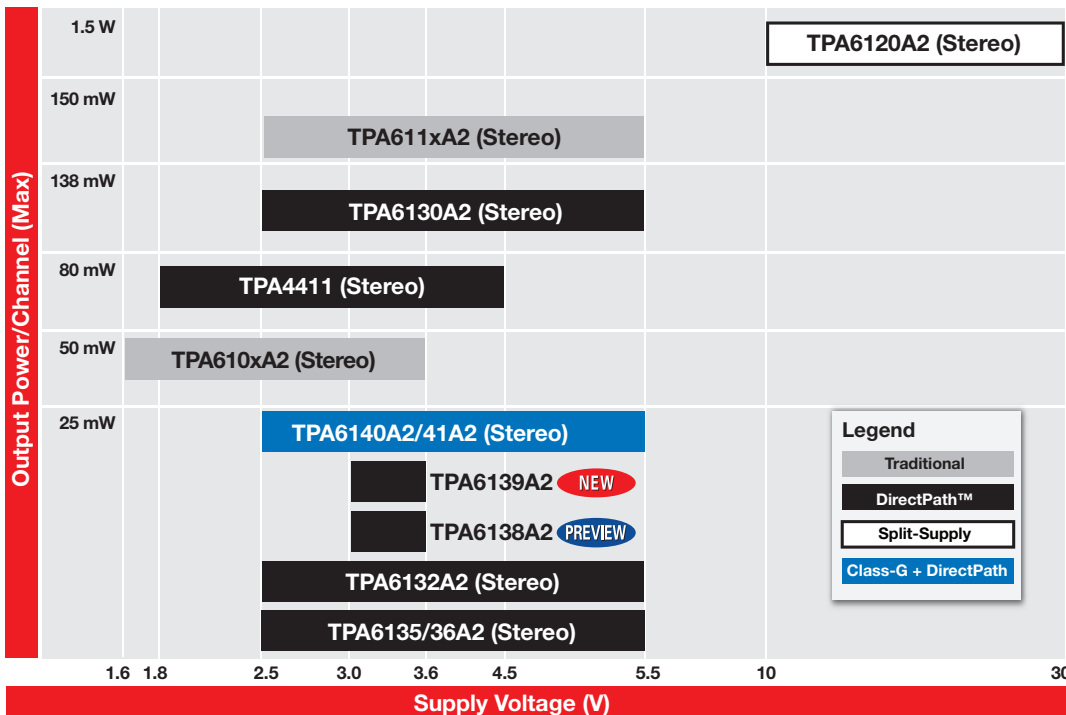 1.5 W
TPA6120A2 (Stereo)
150 mW
TPA611xA2 (Stereo)
138 mW
TPA6130A2 (Stereo)
80 mW
TPA4411 (Stereo)
50 mW
TPA610xA2 (Stereo)
25 mW
TPA6140A2/41A2 (Stereo)
TPA6139A2 NEW
TPA6138A2 PREVIEW
TPA6132A2 (Stereo)
TPA6135/36A2 (Stereo)
Output Power/Channel (Max)
Legend
Traditional
DirectPath™
Split-Supply
Class-G + DirectPath
1.6 1.8 2.5 3.0 3.6 4.5 5.5 10 30
Supply Voltage (V)